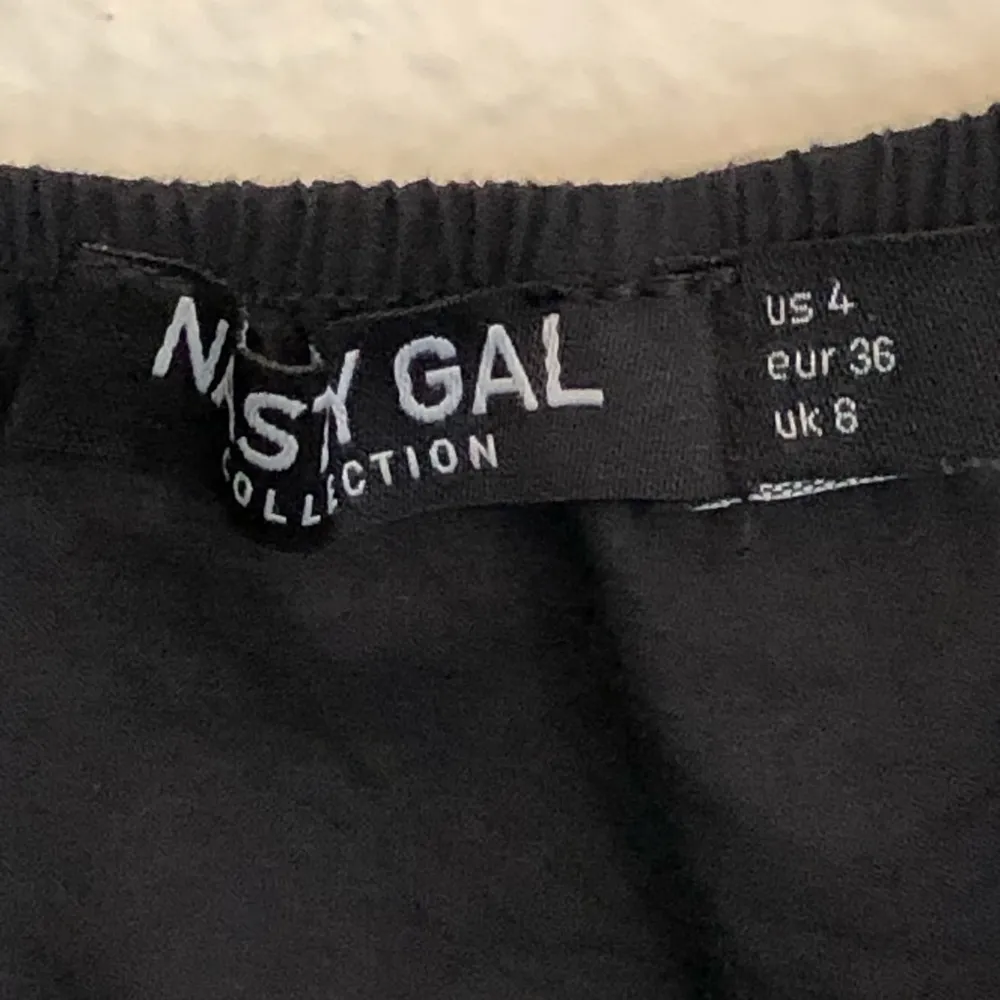 NASTY GAL
COLLECTION
us 4
eur 36
uk 8